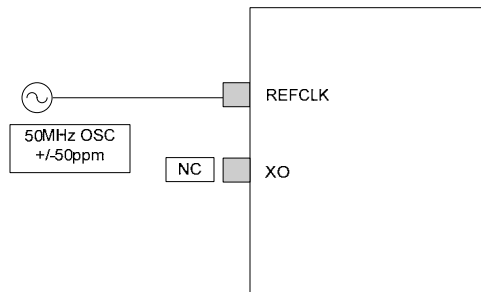 REFCLK
50MHz OSC
+/-50ppm
NC
XO